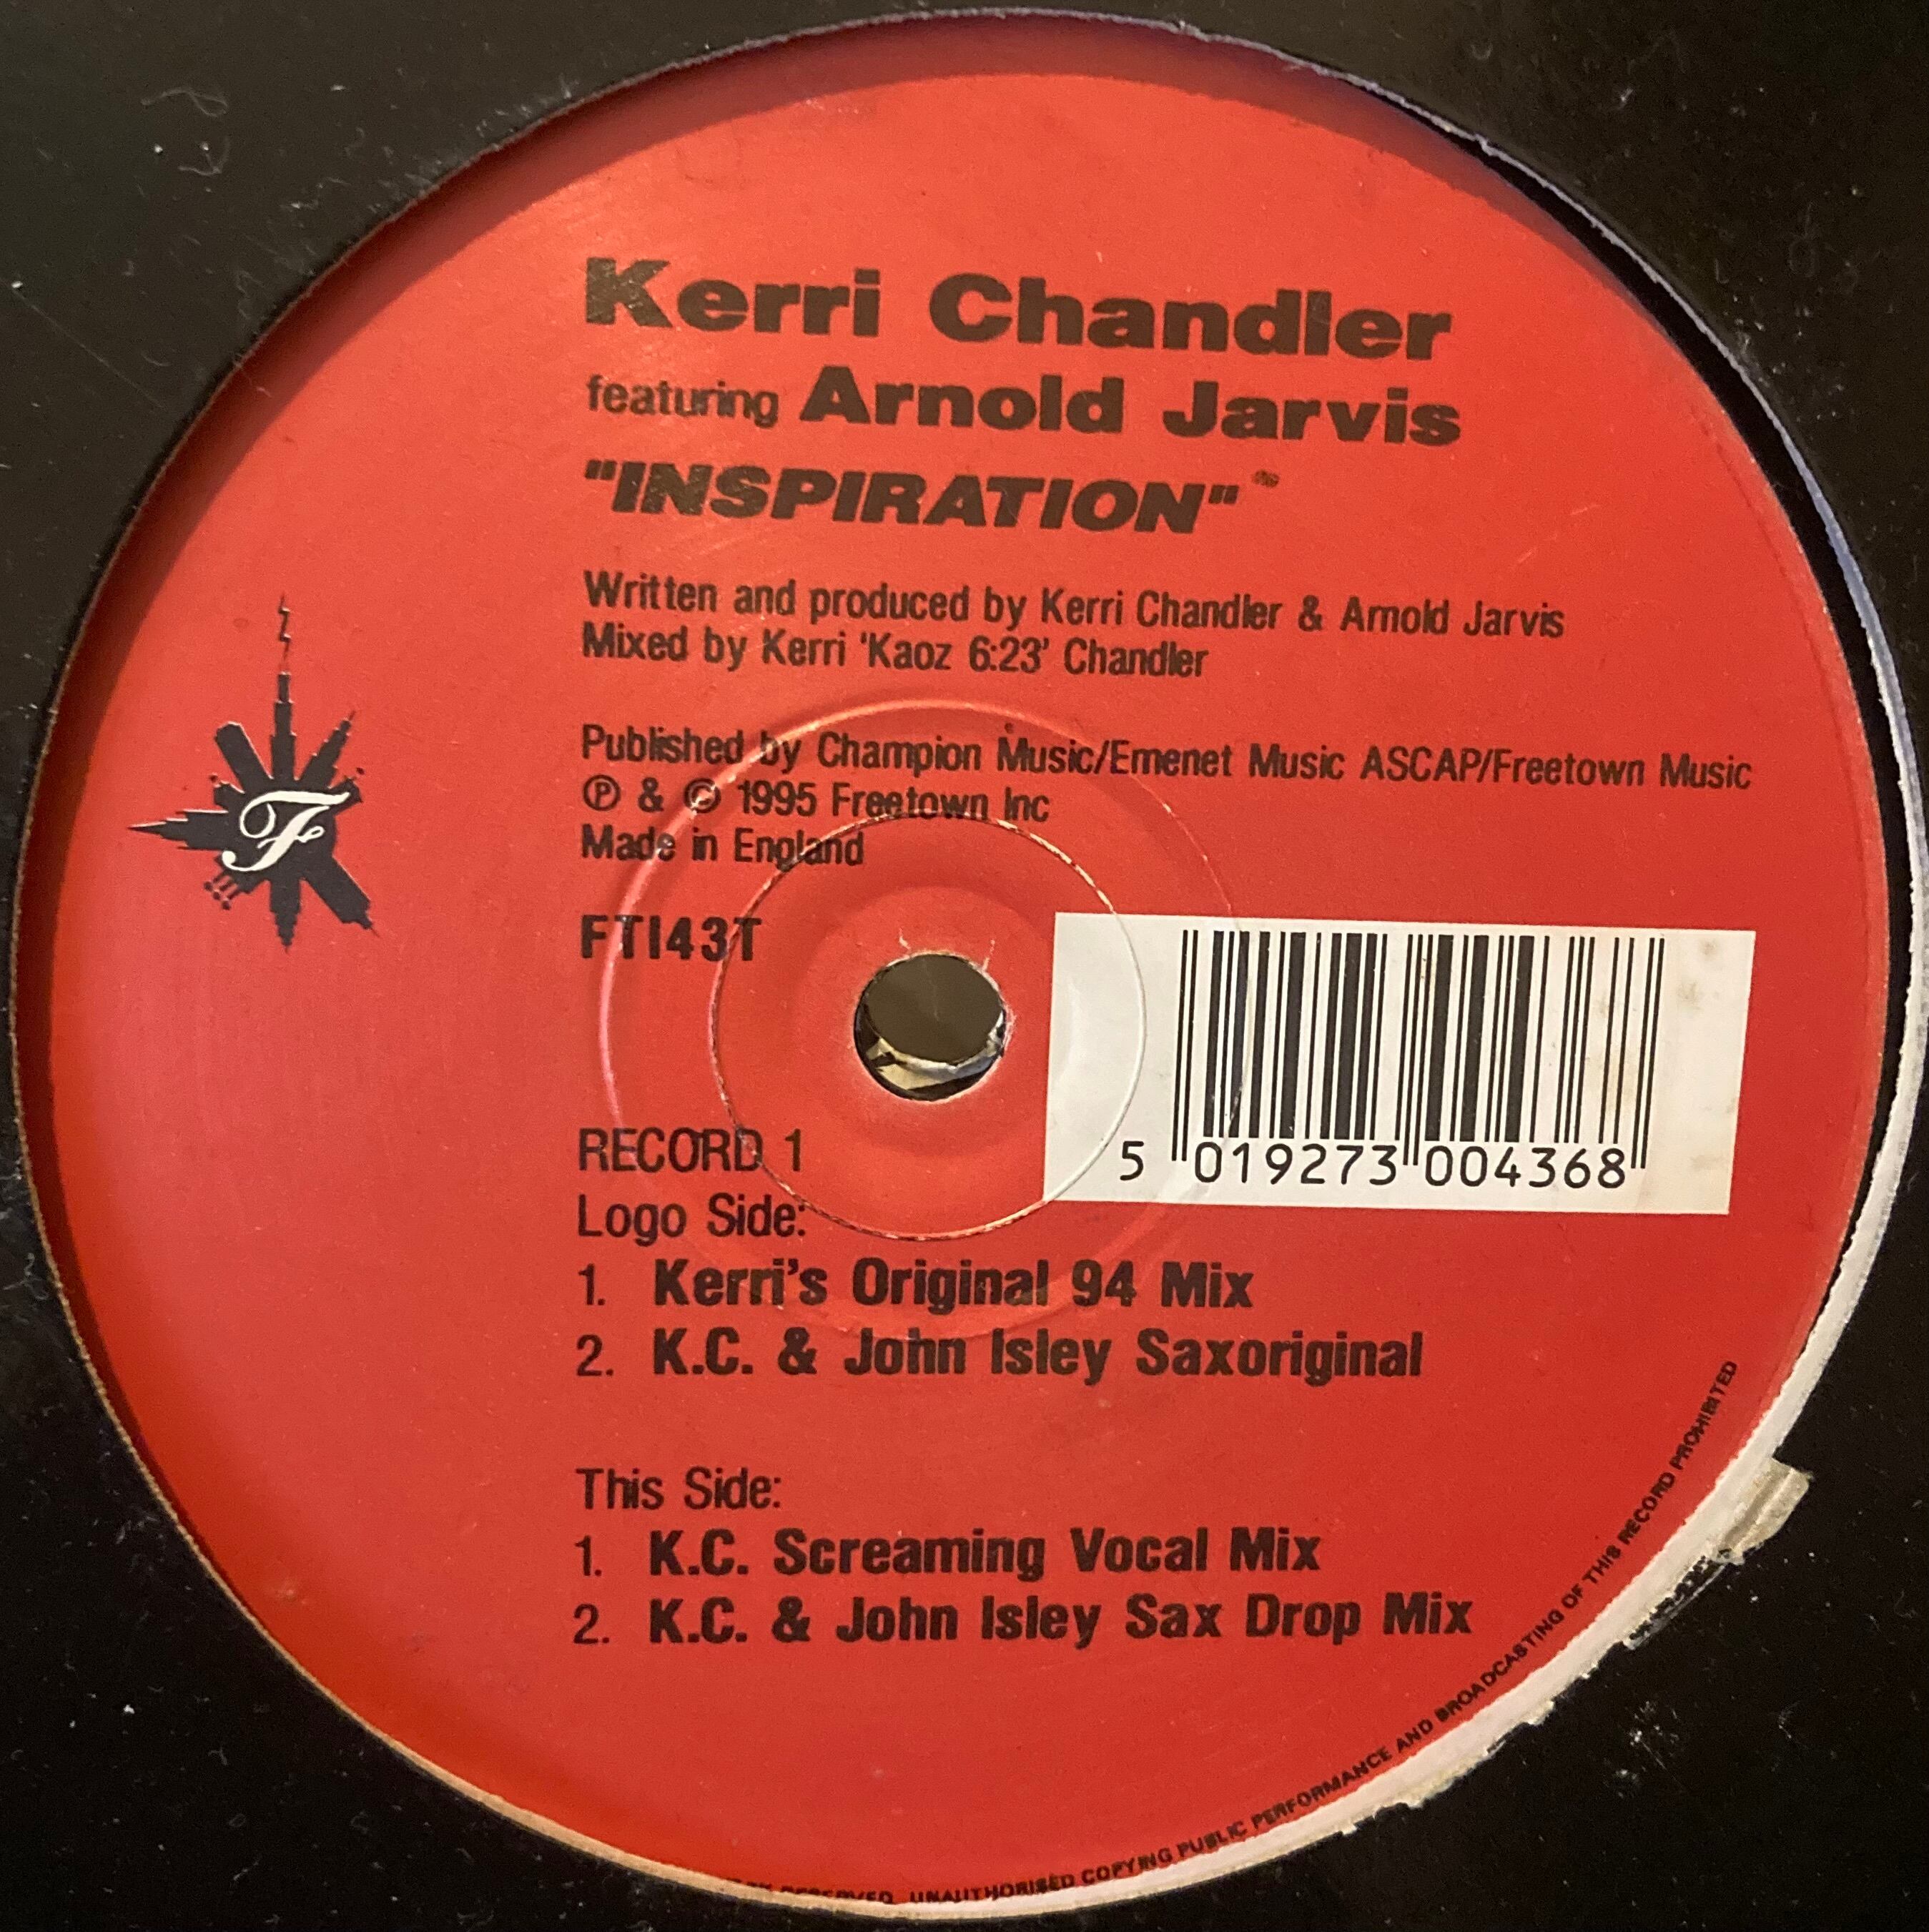 Kerri Chandler
featuring Arnold Jarvis
"INSPIRATION"
Written and produced by Kerri Chandler & Arnold Jarvis
Mixed by Kerri 'Kaoz 6:23' Chandler
Published by Champion Music/Emenet Music ASCAP/Freetown Music
℗ & © 1995 Freetown Inc
Made in England
F
FTI43T
5 019273 004368
RECORD 1
Logo Side:
1. Kerri's Original 94 Mix
2. K.C. & John Isley Saxoriginal
This Side:
1. K.C. Screaming Vocal Mix
2. K.C. & John Isley Sax Drop Mix
RESERVED. UNAUTHORISED COPYING PUBLIC PERFORMANCE AND BROADCASTING OF THIS RECORD PROHIBITED